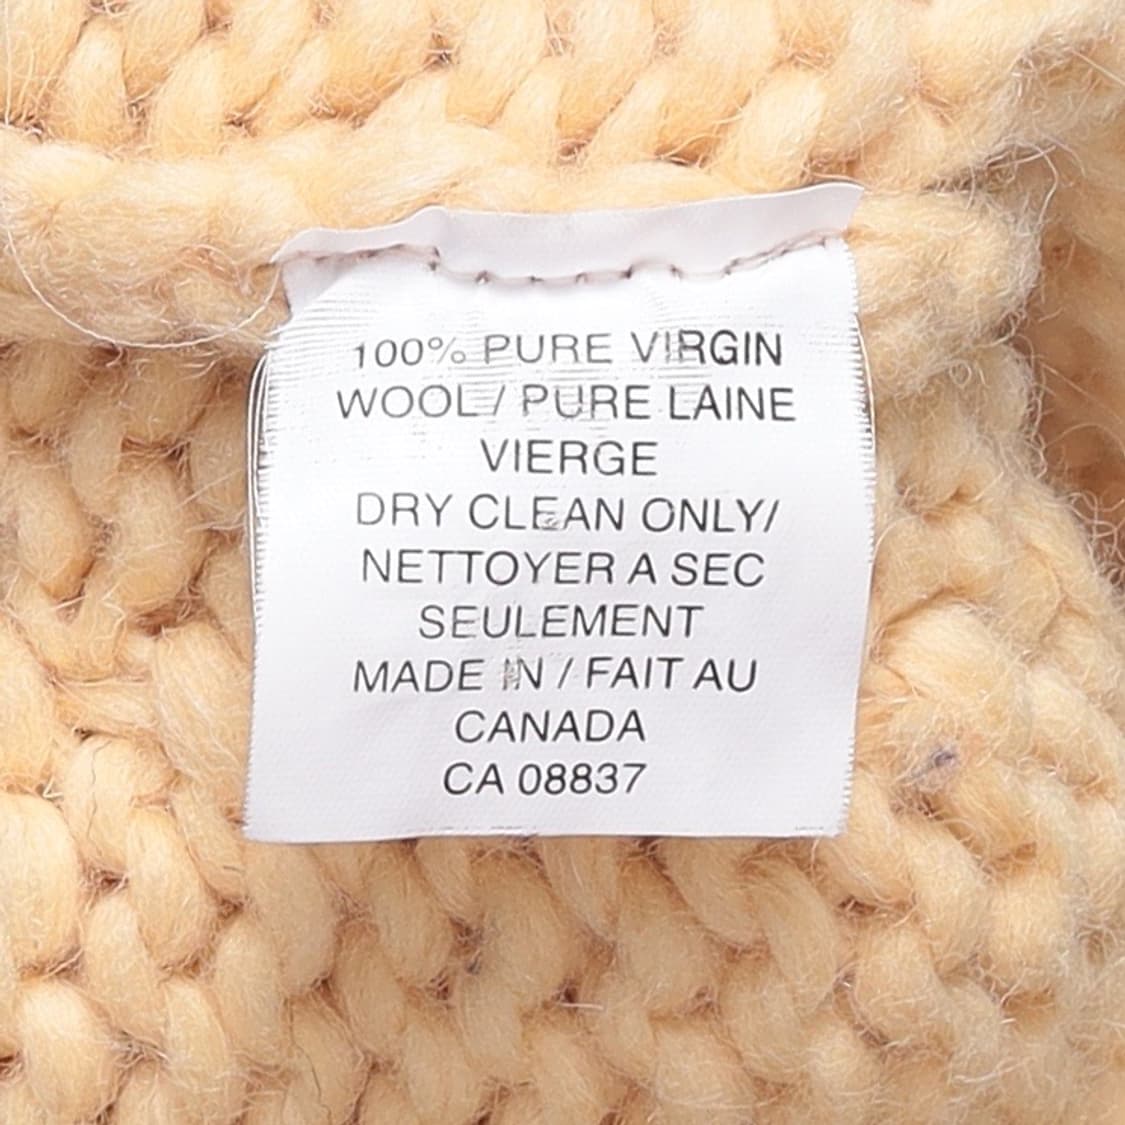 100% PURE VIRGIN
WOOL / PURE LAINE
VIERGE
DRY CLEAN ONLY/
NETTOYER A SEC
SEULEMENT
MADE IN / FAIT AU
CANADA
CA 08837